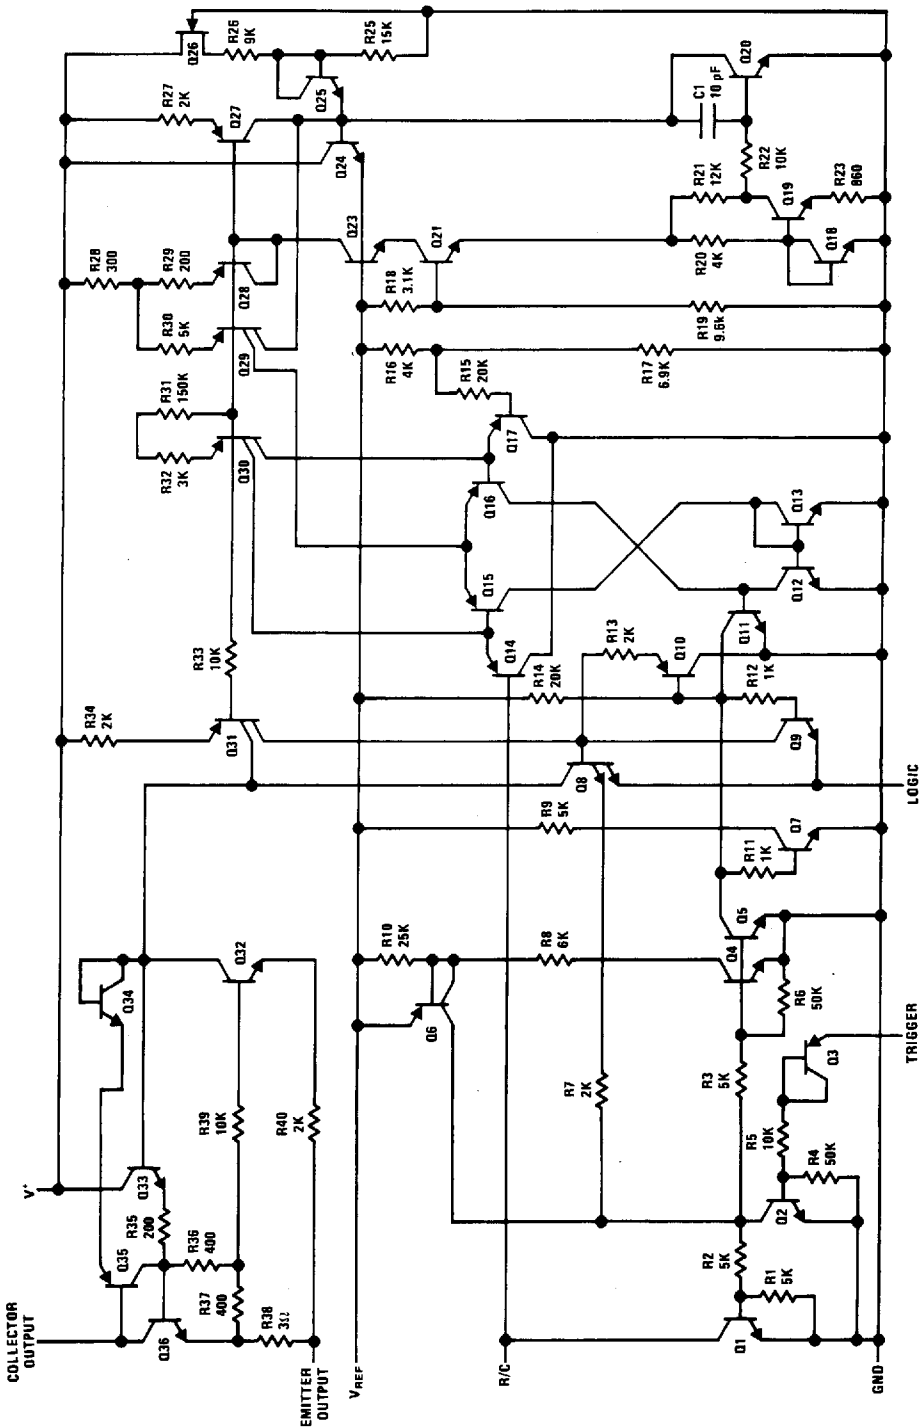 COLLECTOR
OUTPUT
V+
Q36
Q35
R35
200
Q33
R36
400
R37
400
R38
3Ω
EMITTER
OUTPUT
R39
10K
R40
2K
Q34
Q32
R34
2K
Q31
R33
10K
R32
3K
R31
150K
Q30
R30
5K
R29
200
R28
300
Q29
Q28
R27
2K
Q27
Q26
R26
9K
R25
15K
Q25
Q24
Q23
VREF
R/C
GND
Q6
R10
25K
R9
5K
R8
6K
R7
2K
Q8
R14
20K
Q14
R13
2K
Q10
Q15
Q16
Q17
R15
20K
R16
4K
R17
6.9K
R18
3.1K
R19
9.6k
Q21
R20
4K
R21
12K
R22
10K
C1
10 pF
Q20
Q19
Q18
R23
860
Q13
Q12
Q11
R12
1K
Q9
LOGIC
R11
1K
Q7
Q5
Q4
R6
50K
R3
5K
Q3
TRIGGER
R5
10K
R4
50K
Q2
R2
5K
R1
5K
Q1